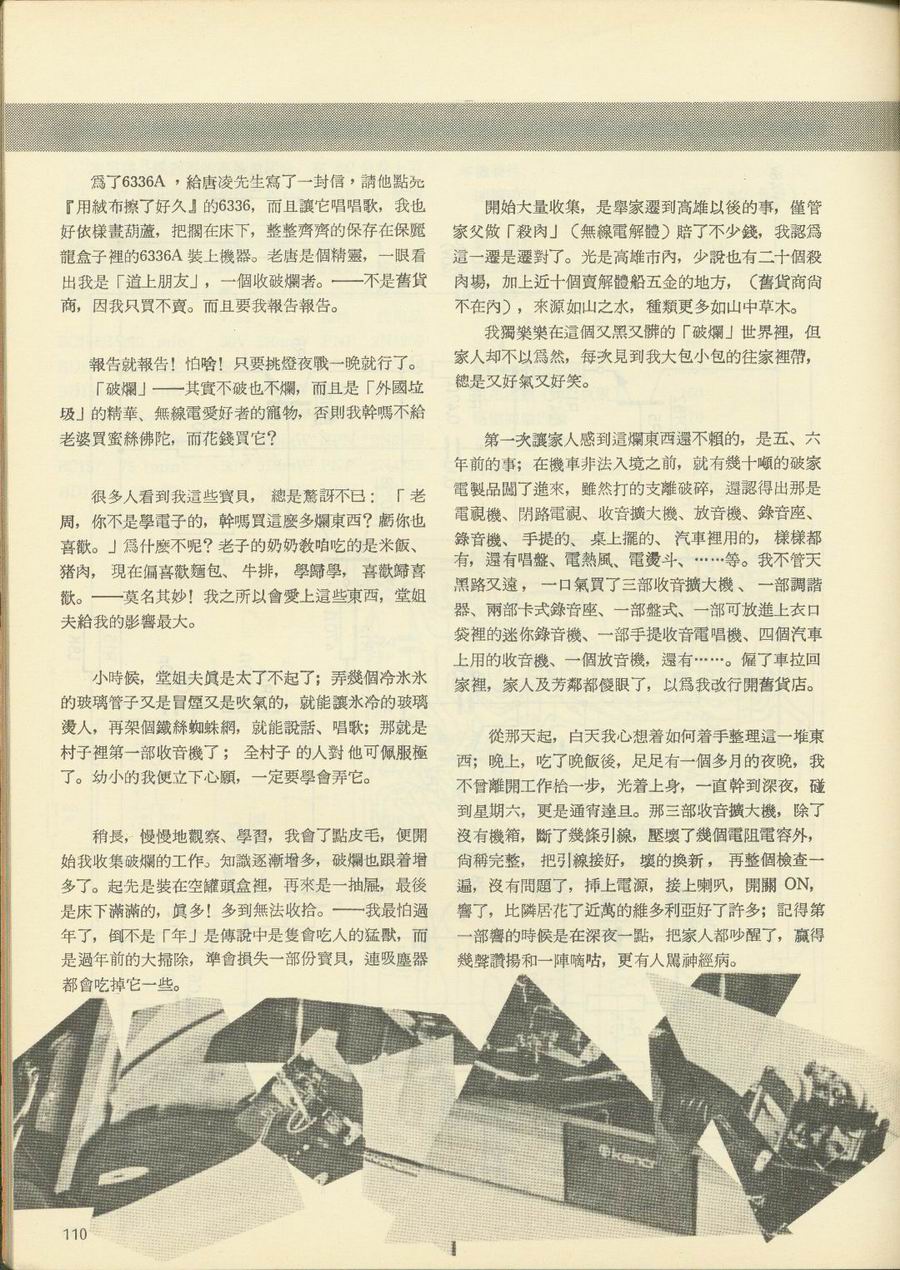 爲了6336A，給唐凌先生寫了一封信，請他點亮
『用絨布擦了好久』的6336，而且讓它唱唱歌，我也
好依樣畫葫蘆，把擱在床下，整整齊齊的保存在保麗
龍盒子裡的6336A裝上機器。老唐是個精靈，一眼看
出我是「道上朋友」，一個收破爛者。──不是舊貨
商，因我只買不賣。而且要我報告報告。
報告就報告！怕啥！只要挑燈夜戰一晚就行了。
「破爛」──其實不破也不爛，而且是「外國垃
圾」的精華、無線電愛好者的寵物，否則我幹嗎不給
老婆買蜜絲佛陀，而花錢買它？
很多人看到我這些寶貝，總是驚訝不已：「老
周，你不是學電子的，幹嗎買這麼多爛東西？虧你也
喜歡。」爲什麼不呢？老子的奶奶敎咱吃的是米飯、
猪肉，現在偏喜歡麵包、牛排，學歸學，喜歡歸喜
歡。──莫名其妙！我之所以會愛上這些東西，堂姐
夫給我的影響最大。
小時候，堂姐夫眞是太了不起了；弄幾個冷氷氷
的玻璃管子又是冒煙又是吹氣的，就能讓氷冷的玻璃
燙人，再架個鐵絲蜘蛛網，就能說話、唱歌；那就是
村子裡第一部收音機了；全村子的人對他可佩服極
了。幼小的我便立下心願，一定要學會弄它。
稍長，慢慢地觀察、學習，我會了點皮毛，便開
始我收集破爛的工作。知識逐漸增多，破爛也跟着增
多了。起先是裝在空罐頭盒裡，再來是一抽屜，最後
是床下滿滿的，眞多！多到無法收拾。──我最怕過
年了，倒不是「年」是傳說中是隻會吃人的猛獸，而
是過年前的大掃除，準會損失一部份寶貝，連吸塵器
都會吃掉它一些。
開始大量收集，是舉家遷到高雄以後的事，僅管
家父做「殺肉」（無線電解體）賠了不少錢，我認爲
這一遷是遷對了。光是高雄市內，少說也有二十個殺
肉場，加上近十個賣解體船五金的地方，（舊貨商尙
不在內），來源如山之水，種類更多如山中草木。
我獨樂樂在這個又黑又髒的「破爛」世界裡，但
家人却不以爲然，每次見到我大包小包的往家裡帶，
總是又好氣又好笑。
第一次讓家人感到這爛東西還不賴的，是五、六
年前的事；在機車非法入境之前，就有幾十噸的破家
電製品闖了進來，雖然打的支離破碎，還認得出那是
電視機、閉路電視、收音擴大機、放音機、錄音座、
錄音機、手提的、桌上擺的、汽車裡用的，樣樣都
有，還有唱盤、電熱風、電燙斗、……等。我不管天
黑路又遠，一口氣買了三部收音擴大機、一部調諧
器、兩部卡式錄音座、一部盤式、一部可放進上衣口
袋裡的迷你錄音機、一部手提收音電唱機、四個汽車
上用的收音機、一個放音機，還有……。僱了車拉回
家裡，家人及芳鄰都傻眼了，以爲我改行開舊貨店。
從那天起，白天我心想着如何着手整理這一堆東
西；晚上，吃了晚飯後，足足有一個多月的夜晚，我
不曾離開工作枱一步，光着上身，一直幹到深夜，碰
到星期六，更是通宵達旦。那三部收音擴大機，除了
沒有機箱，斷了幾條引線，壓壞了幾個電阻電容外，
尙稱完整，把引線接好，壞的換新，再整個檢查一
遍，沒有問題了，揷上電源，接上喇叭，開關 ON，
響了，比隣居花了近萬的維多利亞好了許多；記得第
一部響的時候是在深夜一點，把家人都吵醒了，贏得
幾聲讚揚和一陣嘀咕，更有人罵神經病。
110